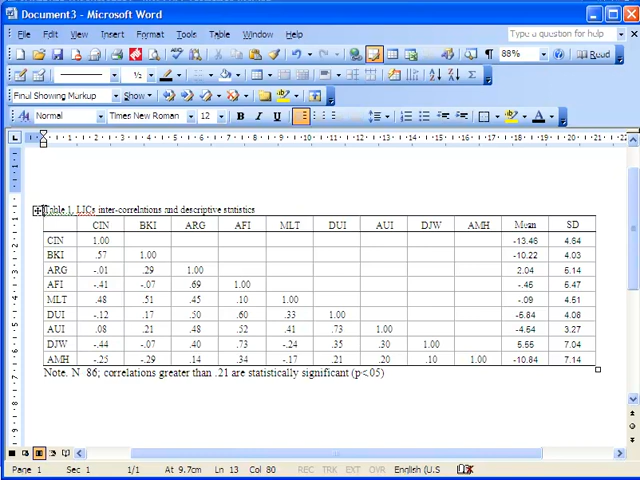 Document3 - Microsoft Word
File Edit View Insert Format Tools Table Window Help Type a question for help
88% Read
½
Final Showing Markup Show
Normal Times New Roman 12 B I U
Table 1. LICs inter-correlations and descriptive statistics
CIN BKI ARG AFI MLT DUI AUI DJW AMH Mean SD
CIN 1.00 -13.46 4.64
BKI .57 1.00 -10.22 4.03
ARG -.01 .29 1.00 2.04 5.14
AFI -.41 -.07 .69 1.00 -.45 5.47
MLT .48 .51 .45 .10 1.00 -.09 4.51
DUI -.12 .17 .50 .60 .33 1.00 -5.84 4.08
AUI .08 .21 .48 .52 .41 .73 1.00 -4.54 3.27
DJW -.44 -.07 .40 .73 -.24 .35 .30 1.00 5.55 7.04
AMH -.25 -.29 .14 .34 -.17 .21 .20 .10 1.00 -10.84 7.14
Note. N 86; correlations greater than .21 are statistically significant (p<.05)
Page 1 Sec 1 1/1 At 9.7cm Ln 13 Col 80 REC TRK EXT OVR English (U.S